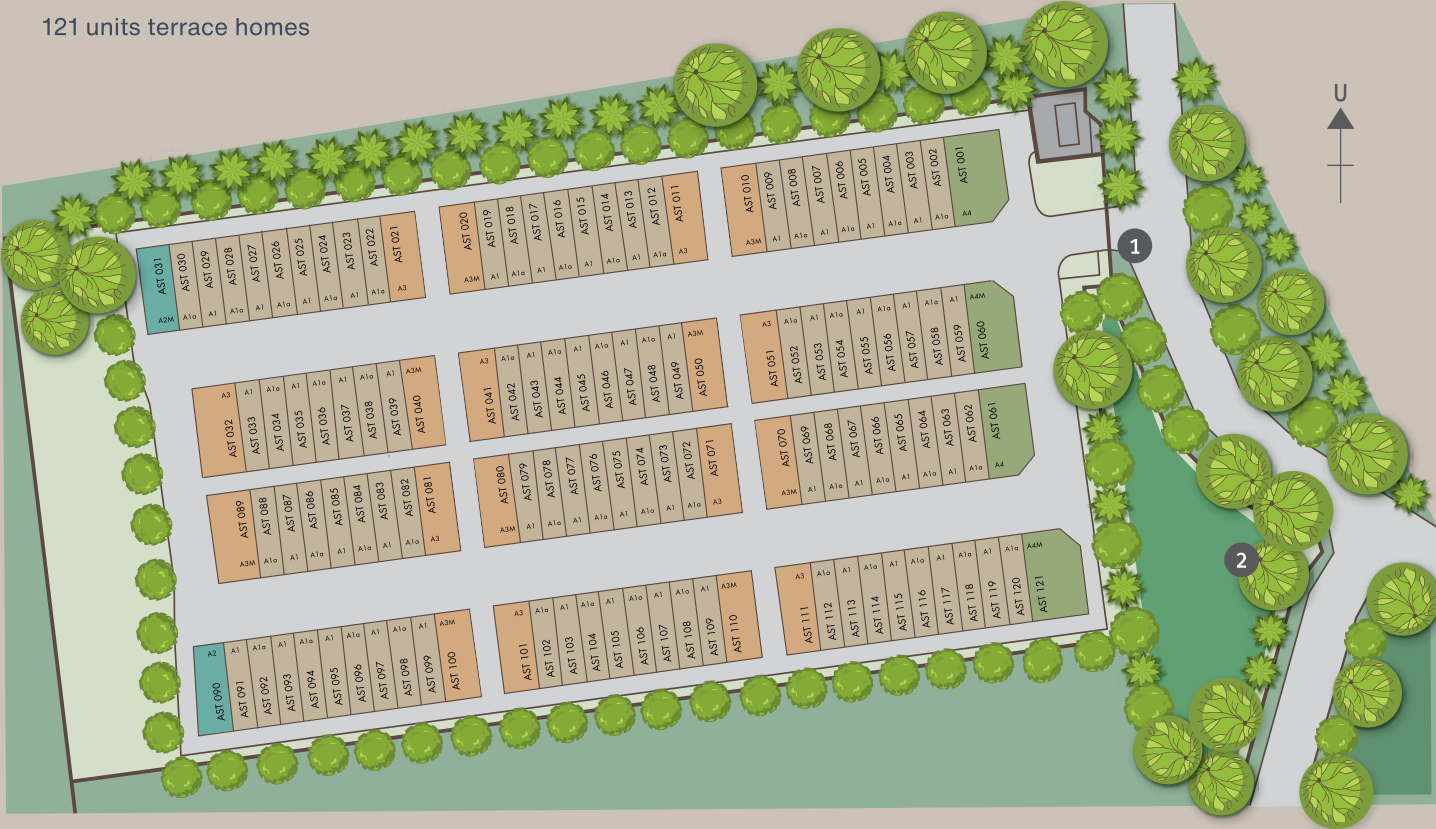 121 units terrace homes
U
AST 031
A2M
AST 030
A1a
AST 029
A1
AST 028
A1a
AST 027
A1
AST 026
A1a
AST 025
A1
AST 024
A1a
AST 023
A1
AST 022
A1a
AST 021
A3
AST 020
A3M
AST 019
A1
AST 018
A1a
AST 017
A1
AST 016
A1a
AST 015
A1
AST 014
A1a
AST 013
A1
AST 012
A1a
AST 011
A3
AST 010
A3M
AST 009
A1
AST 008
A1a
AST 007
A1
AST 006
A1a
AST 005
A1
AST 004
A1a
AST 003
A1
AST 002
A1a
AST 001
A4
1
A3
AST 032
A1
AST 033
A1a
AST 034
A1
AST 035
A1a
AST 036
A1
AST 037
A1a
AST 038
A1
AST 039
A3M
AST 040
A3
AST 041
A1a
AST 042
A1
AST 043
A1a
AST 044
A1
AST 045
A1a
AST 046
A1
AST 047
A1a
AST 048
A1
AST 049
A3M
AST 050
A3
AST 051
A1a
AST 052
A1
AST 053
A1a
AST 054
A1
AST 055
A1a
AST 056
A1
AST 057
A1a
AST 058
A1
AST 059
A4M
AST 060
AST 089
A3M
AST 088
A1a
AST 087
A1
AST 086
A1a
AST 085
A1
AST 084
A1a
AST 083
A1
AST 082
A1a
AST 081
A3
AST 080
A3M
AST 079
A1
AST 078
A1a
AST 077
A1
AST 076
A1a
AST 075
A1
AST 074
A1a
AST 073
A1
AST 072
A1a
AST 071
A3
AST 070
A3M
AST 069
A1
AST 068
A1a
AST 067
A1
AST 066
A1a
AST 065
A1
AST 064
A1a
AST 063
A1
AST 062
A1a
AST 061
A4
2
A2
AST 090
A1
AST 091
A1a
AST 092
A1
AST 093
A1a
AST 094
A1
AST 095
A1a
AST 096
A1
AST 097
A1a
AST 098
A1
AST 099
A3M
AST 100
A3
AST 101
A1a
AST 102
A1
AST 103
A1a
AST 104
A1
AST 105
A1a
AST 106
A1
AST 107
A1a
AST 108
A1
AST 109
A3M
AST 110
A3
AST 111
A1a
AST 112
A1
AST 113
A1a
AST 114
A1
AST 115
A1a
AST 116
A1
AST 117
A1a
AST 118
A1
AST 119
A1a
AST 120
A4M
AST 121